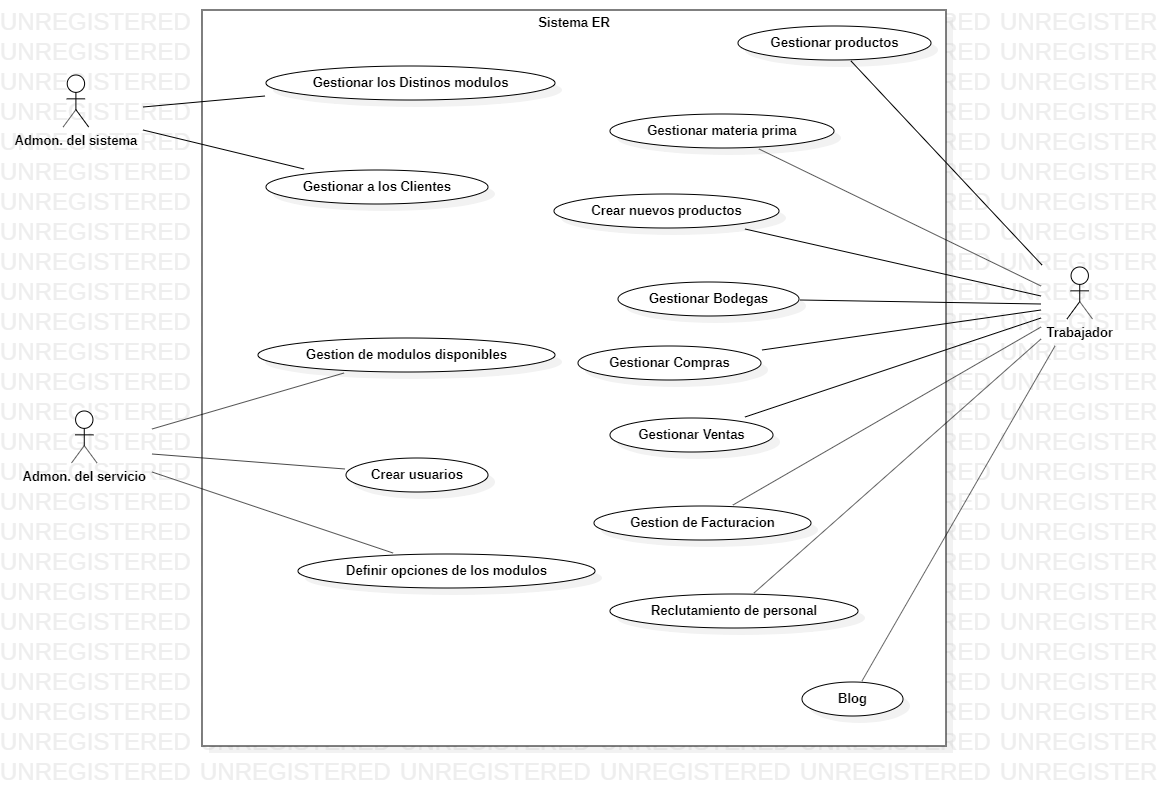 Sistema ER
Gestionar productos
Gestionar los Distinos modulos
Gestionar materia prima
Admon. del sistema
Gestionar a los Clientes
Crear nuevos productos
Gestionar Bodegas
Trabajador
Gestion de modulos disponibles
Gestionar Compras
Gestionar Ventas
Admon. del servicio
Crear usuarios
Gestion de Facturacion
Definir opciones de los modulos
Reclutamiento de personal
Blog
UNREGISTERED UNREGISTERED UNREGISTERED UNREGISTERED UNREGISTERED UNREGISTER